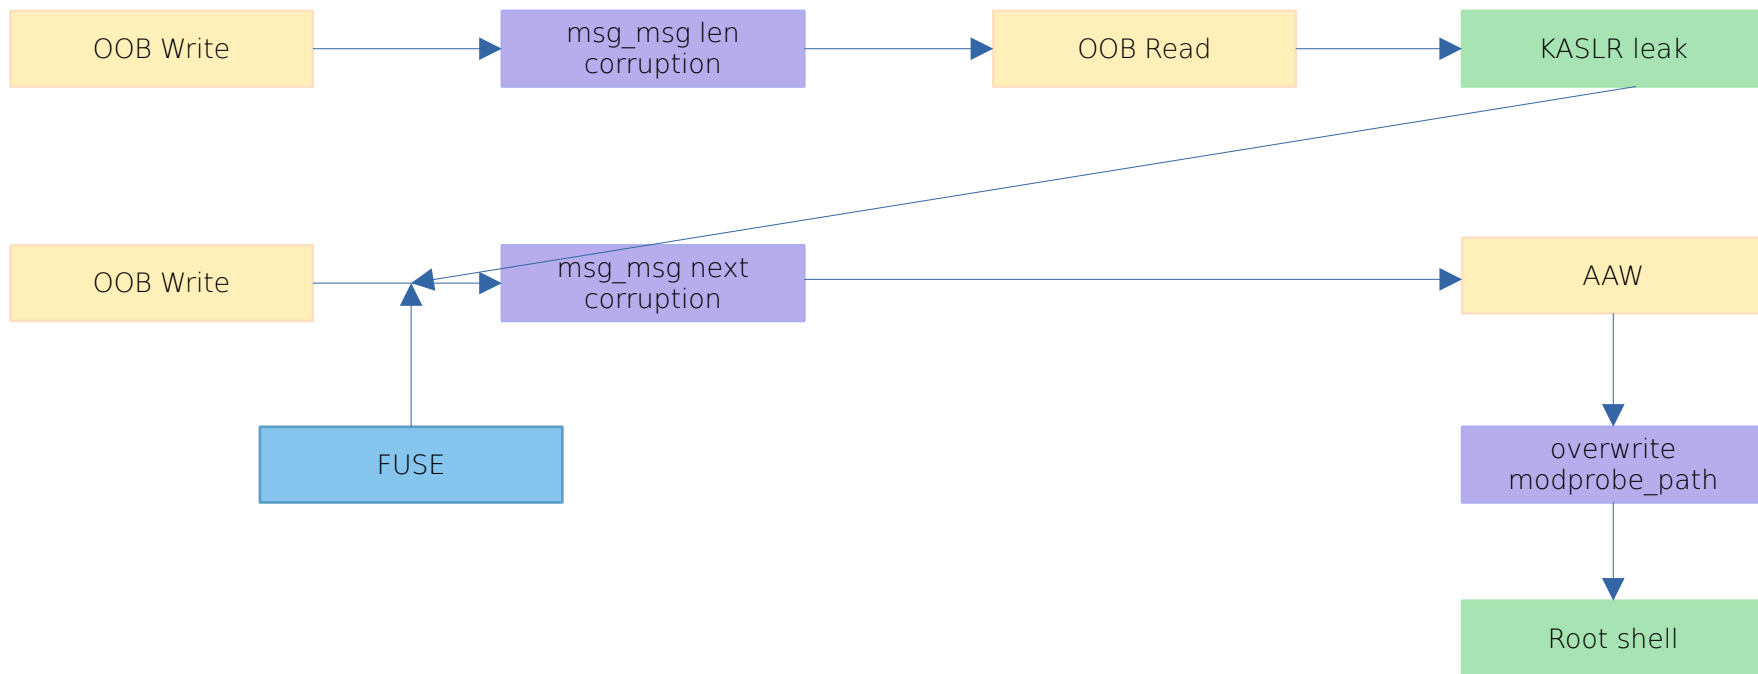 OOB Write
msg_msg len
corruption
OOB Read
KASLR leak
OOB Write
msg_msg next
corruption
AAW
FUSE
overwrite
modprobe_path
Root shell